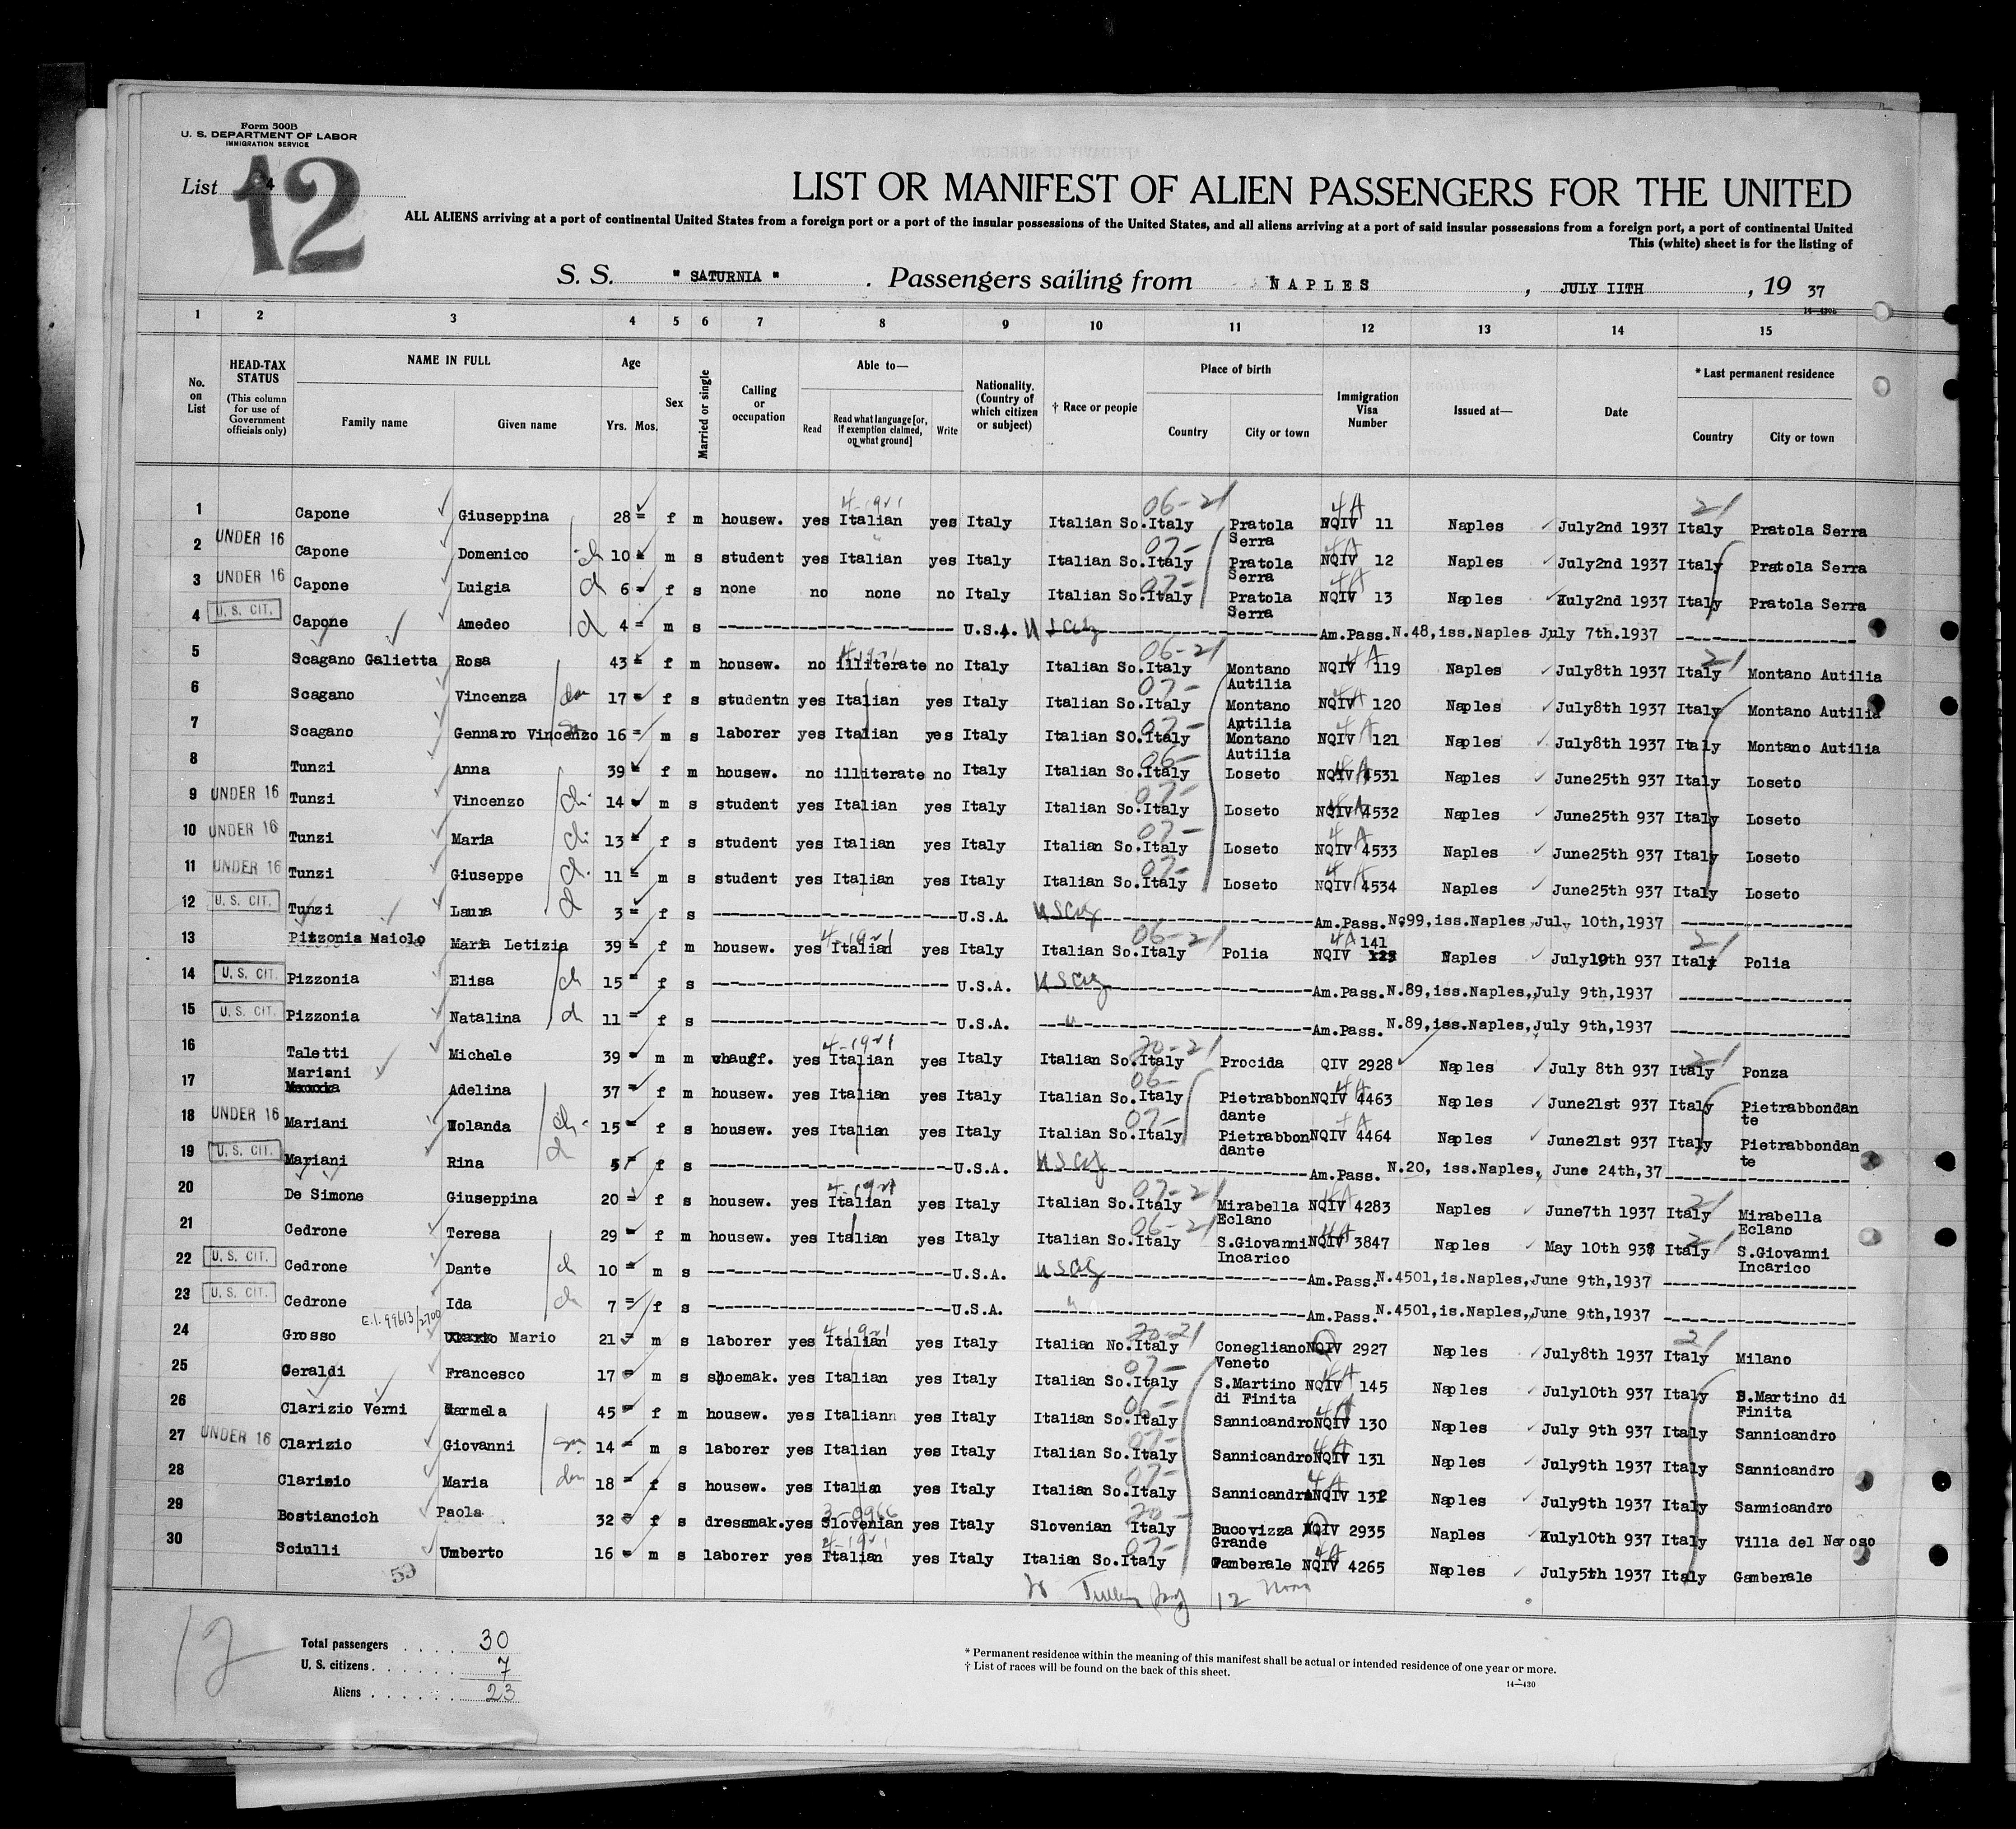 Form 500B
U. S. DEPARTMENT OF LABOR
IMMIGRATION SERVICE
List 4
12
LIST OR MANIFEST OF ALIEN PASSENGERS FOR THE UNITED
ALL ALIENS arriving at a port of continental United States from a foreign port or a port of the insular possessions of the United States, and all aliens arriving at a port of said insular possessions from a foreign port, a port of continental United
This (white) sheet is for the listing of
S. S. " SATURNIA " . Passengers sailing from N A P L E S , JULY IITH , 19 37
14—430b
1 2 3 4 5 6 7 8 9 10 11 12 13 14 15
No. on List
HEAD-TAX STATUS (This column for use of Government officials only)
NAME IN FULL
Family name Given name
Age
Yrs. Mos.
Sex
Married or single
Calling or occupation
Able to—
Read Read what language [or, if exemption claimed, on what ground] Write
Nationality. (Country of which citizen or subject)
† Race or people
Place of birth
Country City or town
Immigration Visa Number
Issued at—
Date
* Last permanent residence
Country City or town
1 Capone Giuseppina 28 f m housew. yes Italian yes Italy Italian So. Italy Pratola Serra NQIV 11 Naples July2nd 1937 Italy Pratola Serra
2 UNDER 16 Capone Domenico 10 m s student yes Italian yes Italy Italian So. Italy Pratola Serra NQIV 12 Naples July2nd 1937 Italy Pratola Serra
3 UNDER 16 Capone Luigia 6 f s none no none no Italy Italian So. Italy Pratola Serra NQIV 13 Naples July2nd 1937 Italy Pratola Serra
4 U. S. CIT. Capone Amedeo 4 m s U.S.A. US Cit Am.Pass. N.48,iss.Naples July 7th.1937
5 Scagano Galietta Rosa 43 f m housew. no illiterate no Italy Italian So. Italy Montano Autilia NQIV 119 Naples July8th 1937 Italy Montano Autilia
6 Scagano Vincenza 17 f s studentn yes Italian yes Italy Italian So. Italy Montano Autilia NQIV 120 Naples July8th 1937 Italy Montano Autilia
7 Scagano Gennaro Vincenzo 16 m s laborer yes Italian yes Italy Italian SO. Italy Montano Autilia NQIV 121 Naples July8th 1937 Italy Montano Autilia
8 Tunzi Anna 39 f m housew. no illiterate no Italy Italian So. Italy Loseto NQIV 4531 Naples June25th 937 Italy Loseto
9 UNDER 16 Tunzi Vincenzo 14 m s student yes Italian yes Italy Italian So. Italy Loseto NQIV 4532 Naples June25th 937 Italy Loseto
10 UNDER 16 Tunzi Maria 13 f s student yes Italian yes Italy Italian So. Italy Loseto NQIV 4533 Naples June25th 937 Italy Loseto
11 UNDER 16 Tunzi Giuseppe 11 m s student yes Italian yes Italy Italian So. Italy Loseto NQIV 4534 Naples June25th 937 Italy Loseto
12 U. S. CIT. Tunzi Laura 3 f s U.S.A. US Cit Am.Pass. N.99,iss.Naples,July 10th,1937
13 Pizzonia Maiolo Maria Letizia 39 f m housew. yes Italian yes Italy Italian So. Italy Polia NQIV 141 Naples July10th 937 Italy Polia
14 U. S. CIT. Pizzonia Elisa 15 f s U.S.A. US Cit Am.Pass. N.89,iss.Naples,July 9th,1937
15 U. S. CIT. Pizzonia Natalina 11 f s U.S.A. " Am.Pass. N.89,iss.Naples,July 9th,1937
16 Taletti Michele 39 m m chauff. yes Italian yes Italy Italian So. Italy Procida QIV 2928 Naples July 8th 937 Italy Ponza
17 Mariani Adelina 37 f m housew. yes Italian yes Italy Italian So. Italy Pietrabbondante NQIV 4463 Naples June21st 937 Italy Pietrabbondante
18 UNDER 16 Mariani Iolanda 15 f s housew. yes Italian yes Italy Italian So. Italy Pietrabbondante NQIV 4464 Naples June21st 937 Italy Pietrabbondante
19 U. S. CIT. Mariani Rina 5 f s U.S.A. US Cit Am.Pass. N.20, iss.Naples, June 24th,37
20 De Simone Giuseppina 20 f s housew. yes Italian yes Italy Italian So. Italy Mirabella Eclano NQIV 4283 Naples June7th 1937 Italy Mirabella Eclano
21 Cedrone Teresa 29 f m housew. yes Italian yes Italy Italian So. Italy S.Giovanni Incarico NQIV 3847 Naples May 10th 937 Italy S.Giovanni Incarico
22 U. S. CIT. Cedrone Dante 10 m s U.S.A. US Cit Am.Pass. N.4501,is.Naples,June 9th,1937
23 U. S. CIT. Cedrone Ida 7 f s U.S.A. " Am.Pass. N.4501,is.Naples,June 9th,1937
E.I. 99613/2700
24 Grosso Mario 21 m s laborer yes Italian yes Italy Italian No. Italy Conegliano Veneto NQIV 2927 Naples July8th 1937 Italy Milano
25 Geraldi Francesco 17 m s shoemak. yes Italian yes Italy Italian So. Italy S.Martino di Finita NQIV 145 Naples July10th 937 Italy S.Martino di Finita
26 Clarizio Verni Carmela 45 f m housew. yes Italiann yes Italy Italian So. Italy Sannicandro NQIV 130 Naples July 9th 937 Italy Sannicandro
27 UNDER 16 Clarizio Giovanni 14 m s laborer yes Italian yes Italy Italian So. Italy Sannicandro NQIV 131 Naples July9th 1937 Italy Sannicandro
28 Clarizio Maria 18 f s housew. yes Italian yes Italy Italian So. Italy Sannicandro NQIV 132 Naples July9th 1937 Italy Sannicandro
29 Bostiancich Paola 32 f s dressmak. yes Slovenian yes Italy Slovenian Italy Bucovizza Grande QIV 2935 Naples July10th 937 Italy Villa del Nevoso
30 Sciulli Umberto 16 m s laborer yes Italian yes Italy Italian So. Italy Gamberale NQIV 4265 Naples July5th 1937 Italy Gamberale
59
12 Noon
12
Total passengers 30
U. S. citizens 7
Aliens 23
* Permanent residence within the meaning of this manifest shall be actual or intended residence of one year or more.
† List of races will be found on the back of this sheet.
14—430